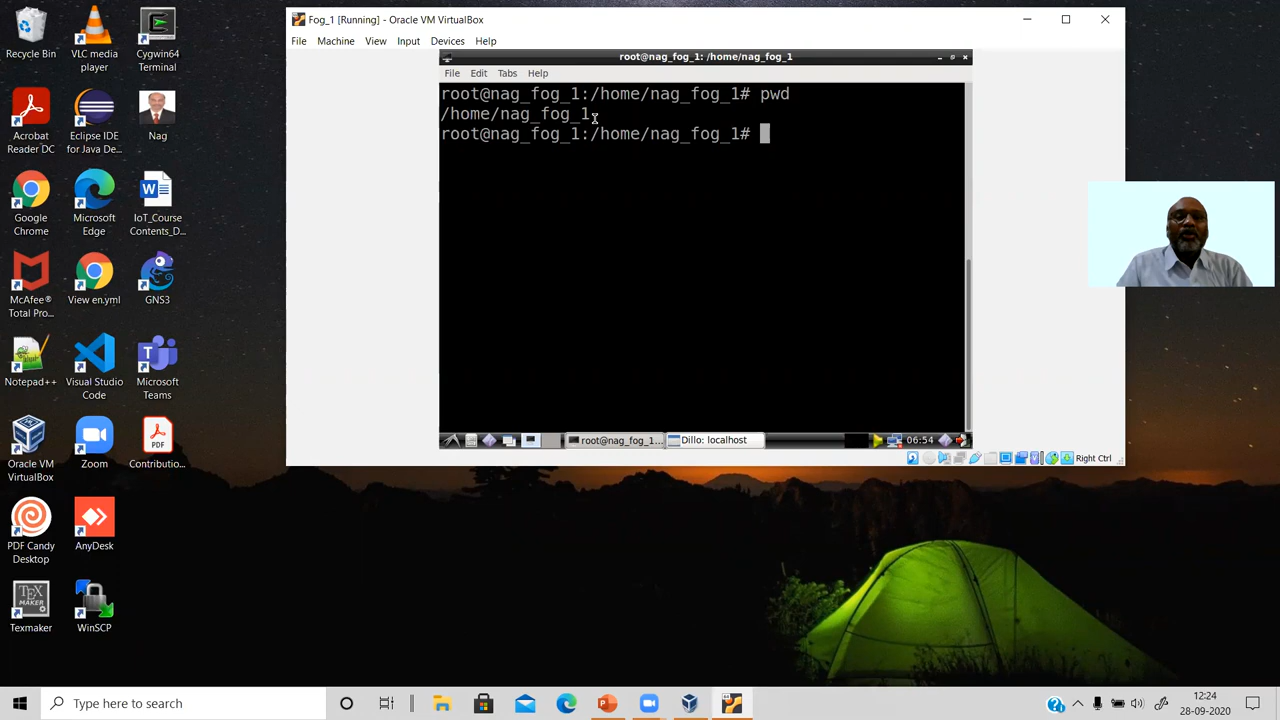 Fog_1 [Running] - Oracle VM VirtualBox
File Machine View Input Devices Help
root@nag_fog_1: /home/nag_fog_1
File Edit Tabs Help
root@nag_fog_1:/home/nag_fog_1# pwd
/home/nag_fog_1
root@nag_fog_1:/home/nag_fog_1#
root@nag_fog_1...
Dillo: localhost
06:54
Right Ctrl
Recycle Bin
VLC media
player
Cygwin64
Terminal
Acrobat
Reader DC
Eclipse IDE
for Java De...
Nag
Google
Chrome
Microsoft
Edge
IoT_Course
Contents_D...
McAfee®
Total Pro...
View en.yml
GNS3
Notepad++
Visual Studio
Code
Microsoft
Teams
Oracle VM
VirtualBox
Zoom
PDF
Contributio...
PDF Candy
Desktop
AnyDesk
TEX
MAKER
Texmaker
WinSCP
Type here to search
12:24
28-09-2020